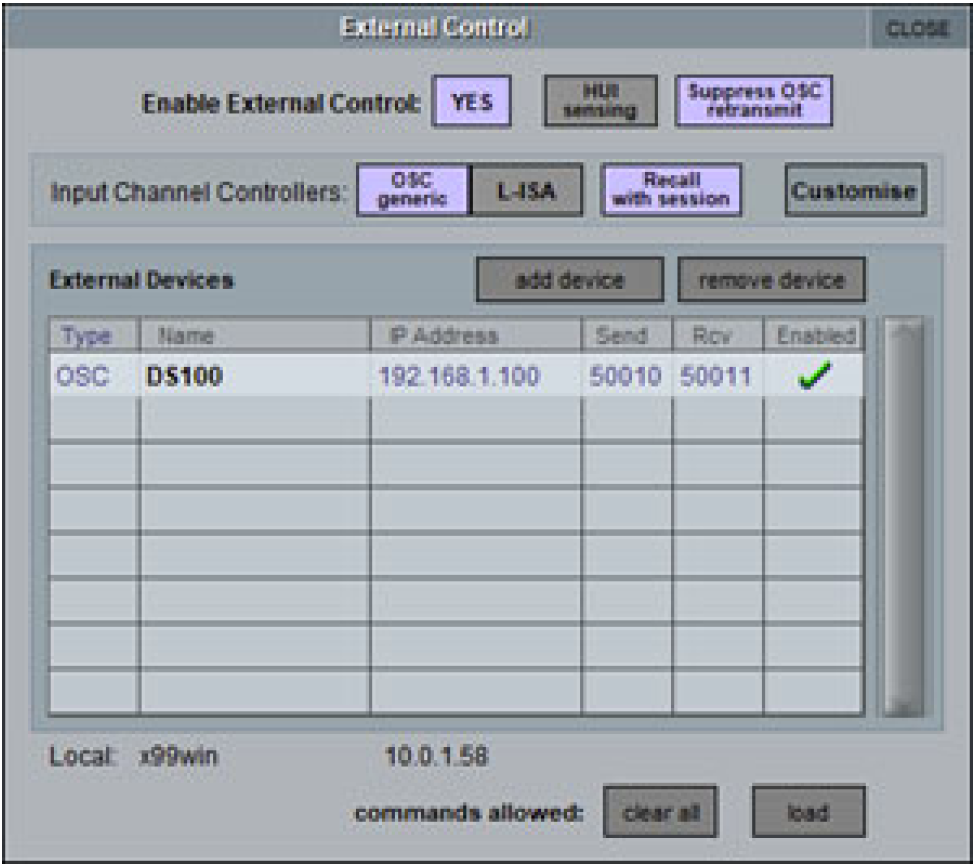 External Control
CLOSE
Enable External Control: YES HUI sensing Suppress OSC retransmit
Input Channel Controllers: OSC generic L-ISA Recall with session Customise
External Devices add device remove device
Type Name IP Address Send Rcv Enabled
OSC DS100 192.168.1.100 50010 50011
Local: x99win 10.0.1.58
commands allowed: clear all load